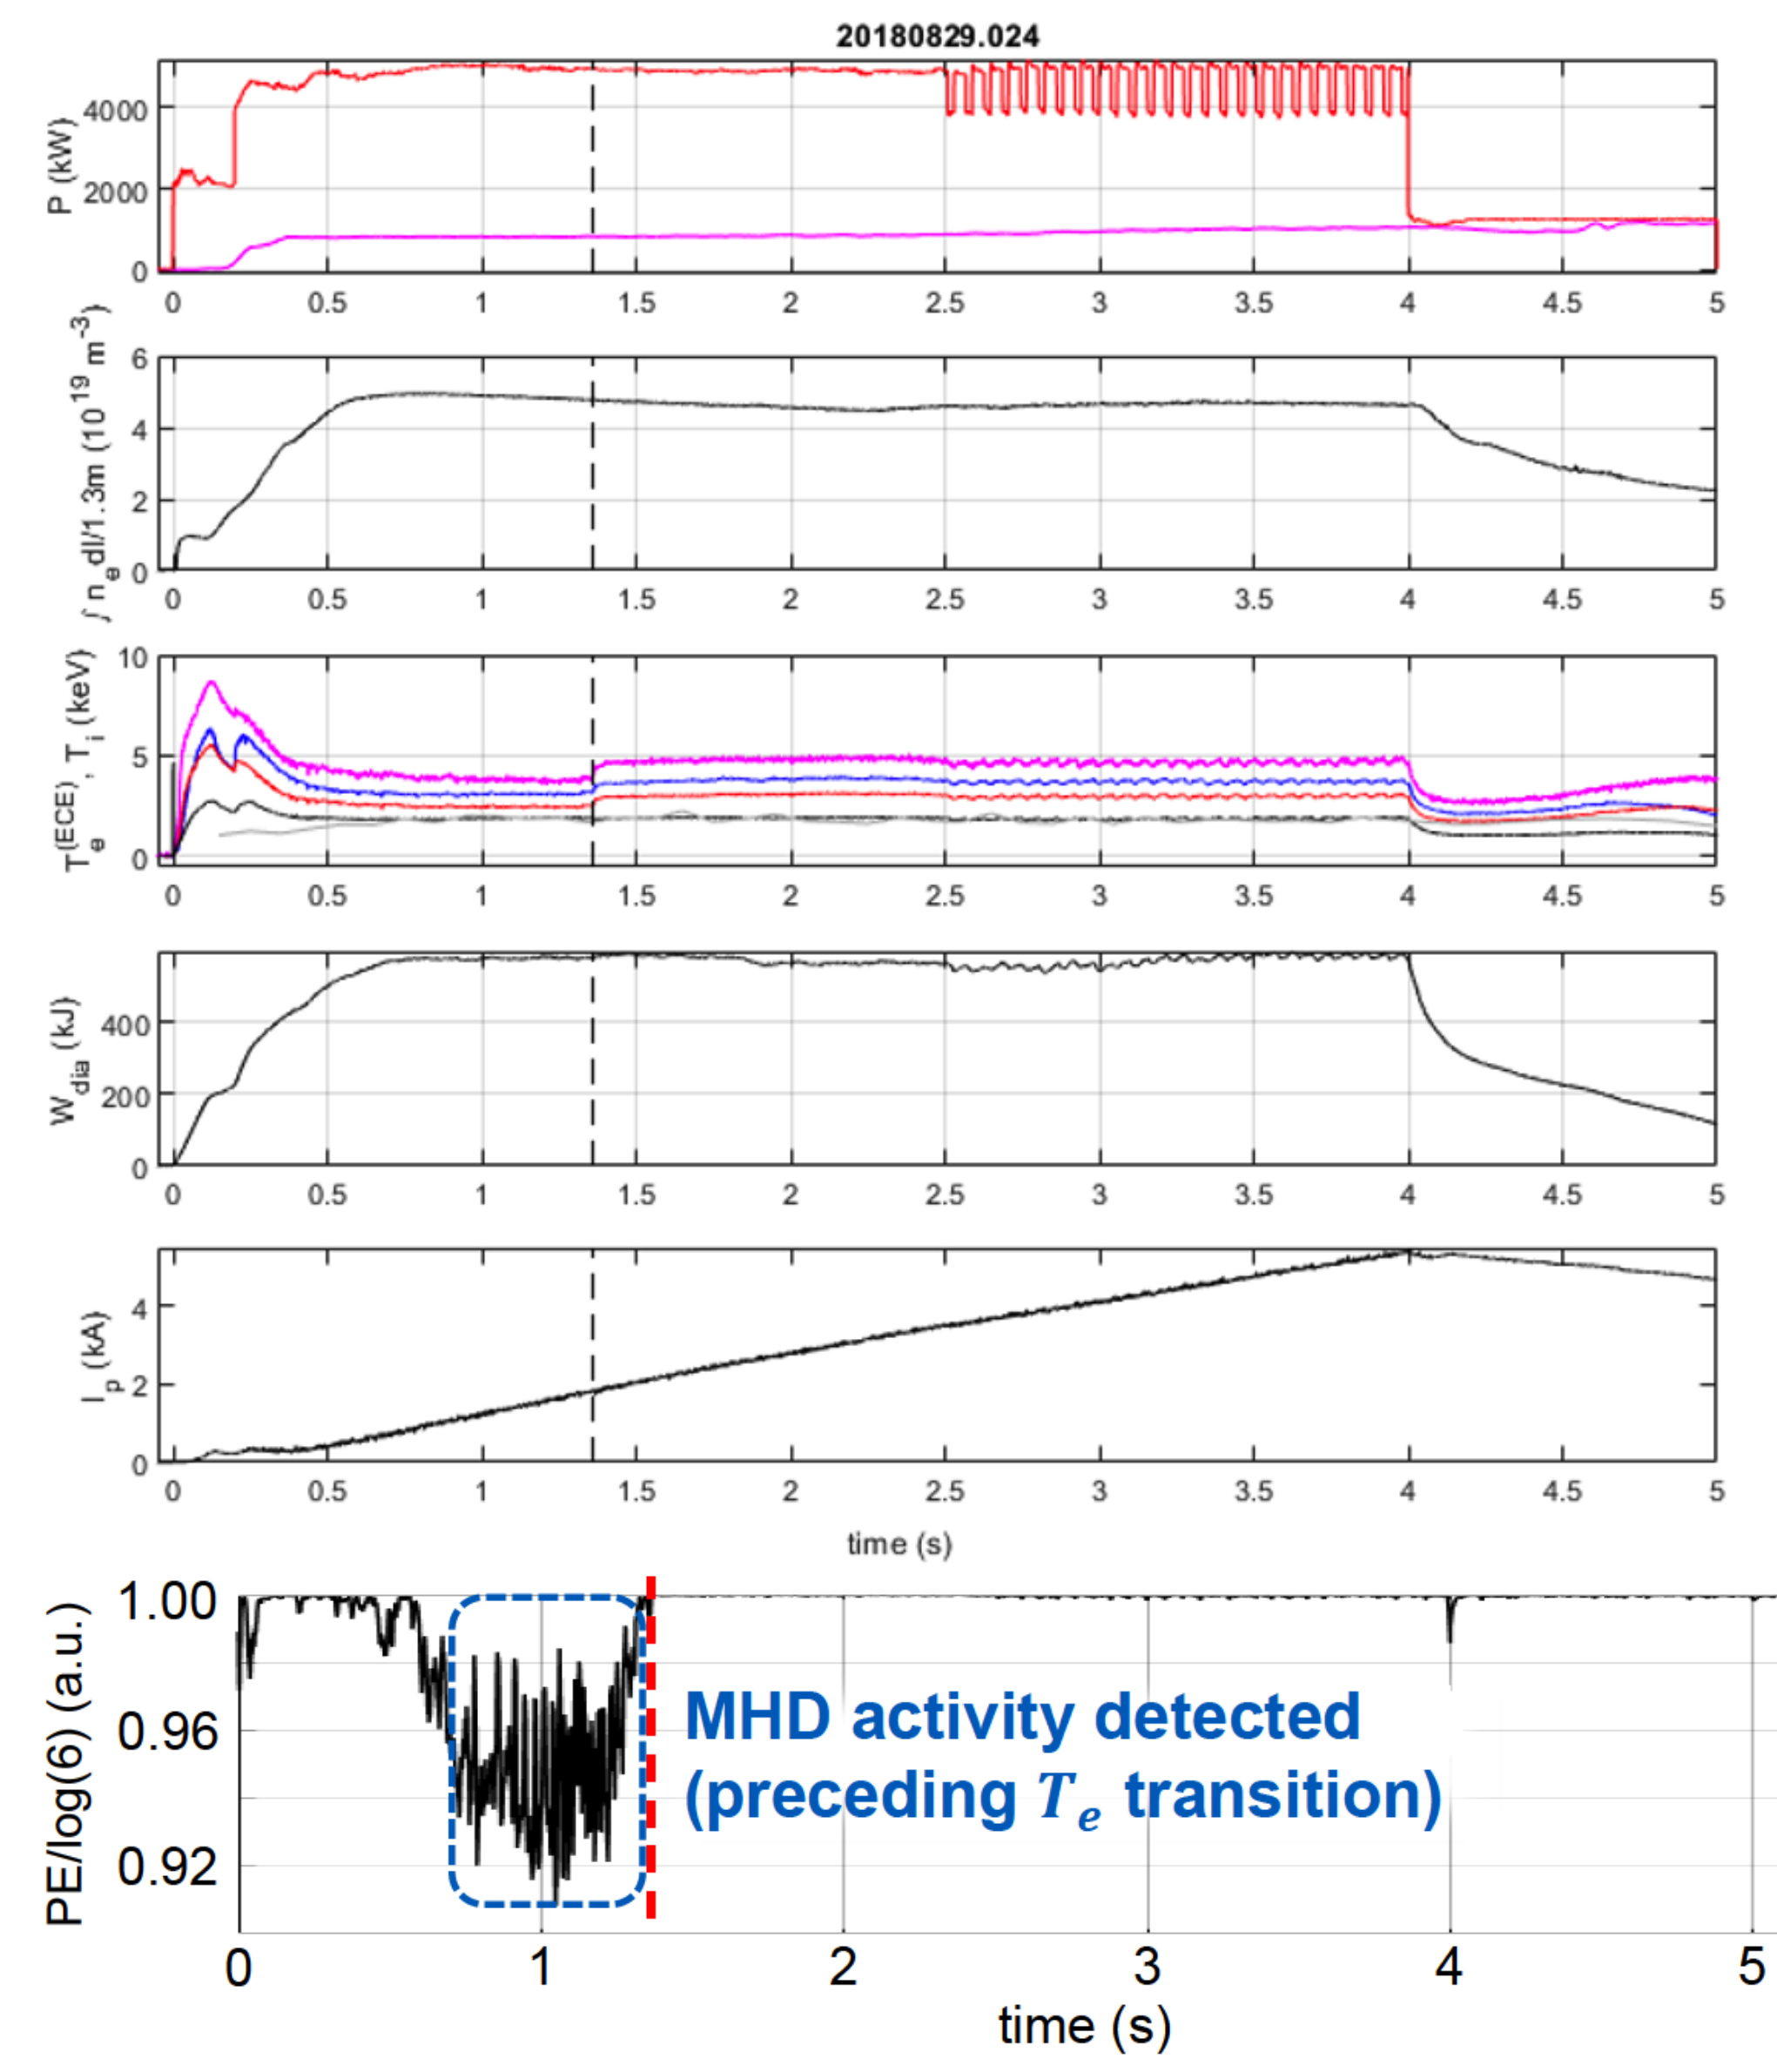 20180829.024
P (kW)
4000
2000
0
0 0.5 1 1.5 2 2.5 3 3.5 4 4.5 5
∫ n_e dl/1.3m (10^19 m^-3)
6
4
2
0
0 0.5 1 1.5 2 2.5 3 3.5 4 4.5 5
T_e^(ECE), T_i (keV)
10
5
0
0 0.5 1 1.5 2 2.5 3 3.5 4 4.5 5
W_dia (kJ)
400
200
0
0 0.5 1 1.5 2 2.5 3 3.5 4 4.5 5
I_p (kA)
4
2
0
0 0.5 1 1.5 2 2.5 3 3.5 4 4.5 5
time (s)
PE/log(6) (a.u.)
1.00
0.96
0.92
MHD activity detected
(preceding T_e transition)
0 1 2 3 4 5
time (s)